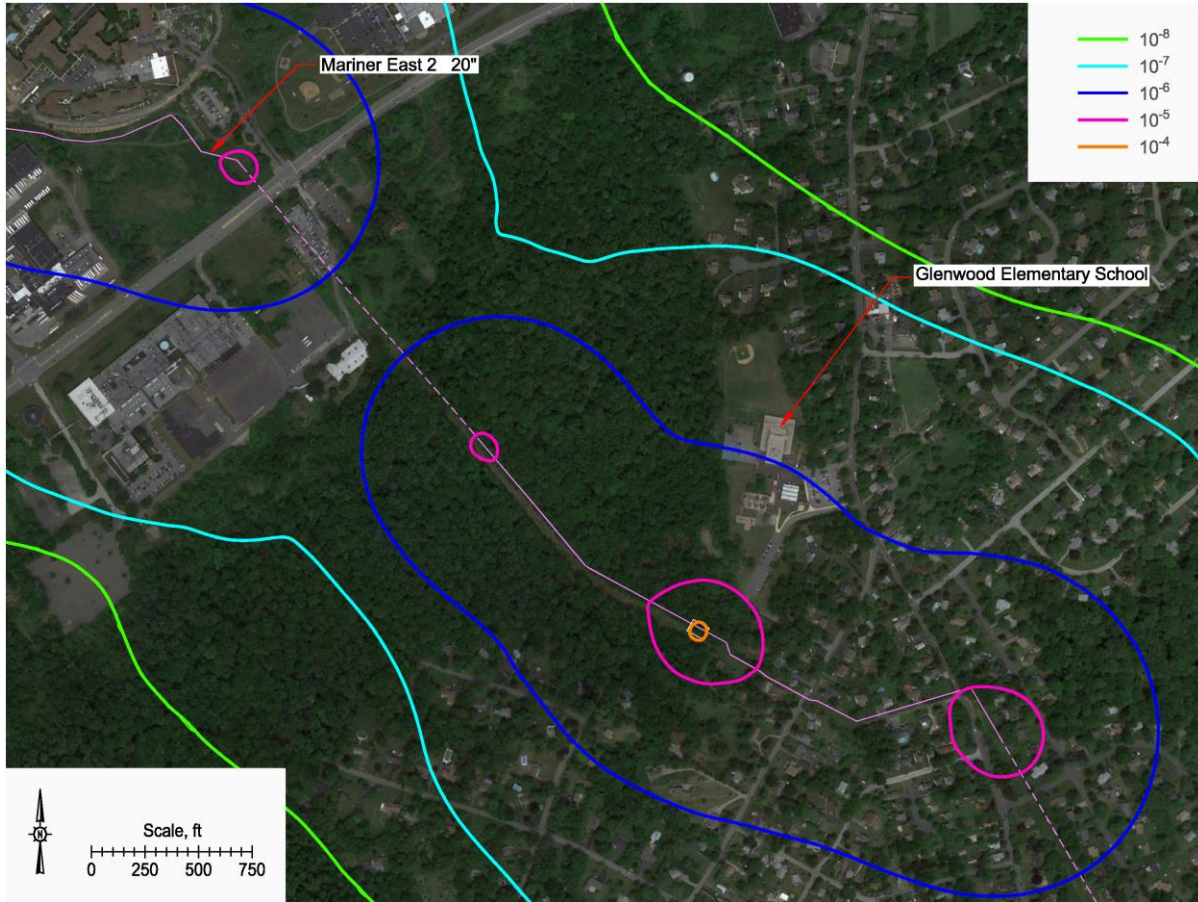 10⁻⁸
10⁻⁷
10⁻⁶
10⁻⁵
10⁻⁴
Mariner East 2 20"
Glenwood Elementary School
N
Scale, ft
0 250 500 750